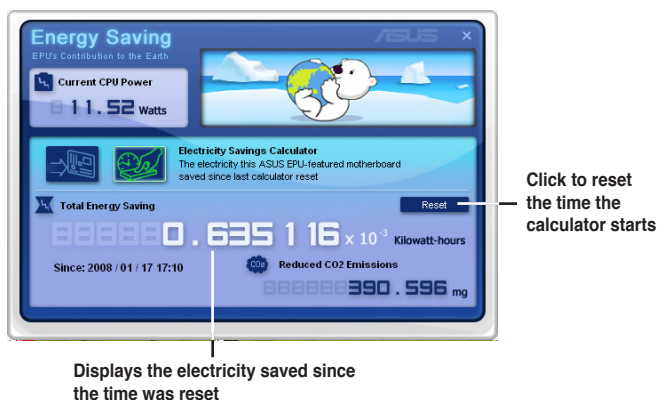 Energy Saving
ASUS
EPU's Contribution to the Earth
Current CPU Power
11.52 Watts
Electricity Savings Calculator
The electricity this ASUS EPU-featured motherboard
saved since last calculator reset
Total Energy Saving
Reset
0.635116 x 10⁻³ Kilowatt-hours
Since: 2008 / 01 / 17 17:10
CO2
Reduced CO2 Emissions
390.596 mg
Click to reset
the time the
calculator starts
Displays the electricity saved since
the time was reset